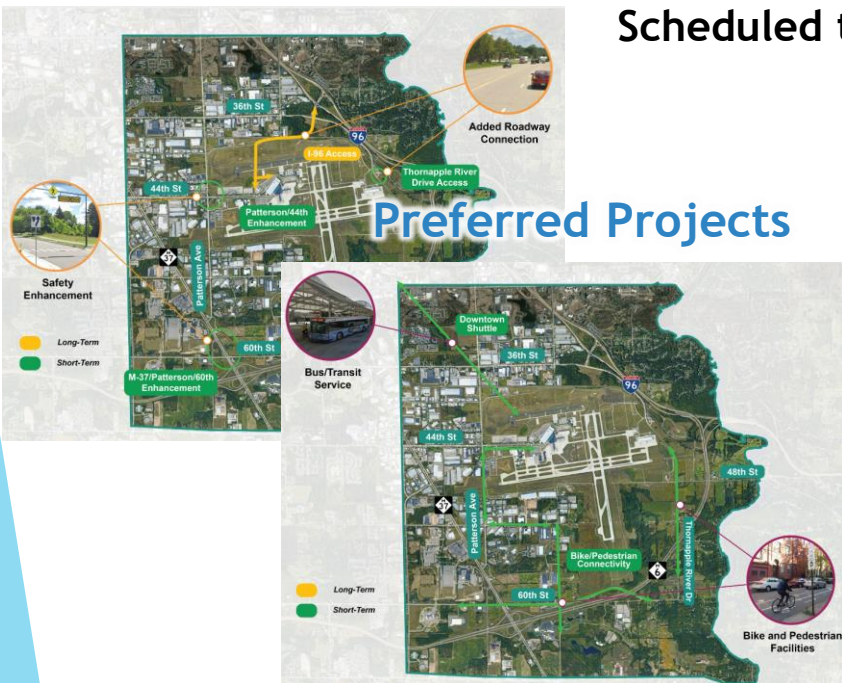 Scheduled t
36th St
96
Added Roadway
Connection
I-96 Access
Thornapple River
Drive Access
44th St
Patterson/44th
Enhancement
Preferred Projects
37
Patterson Ave
Safety
Enhancement
Long-Term
Short-Term
60th St
M-37/Patterson/60th
Enhancement
Downtown
Shuttle
36th St
Bus/Transit
Service
96
44th St
48th St
37
Patterson Ave
Thornapple River Dr
Bike/Pedestrian
Connectivity
6
60th St
Long-Term
Short-Term
Bike and Pedestrian
Facilities